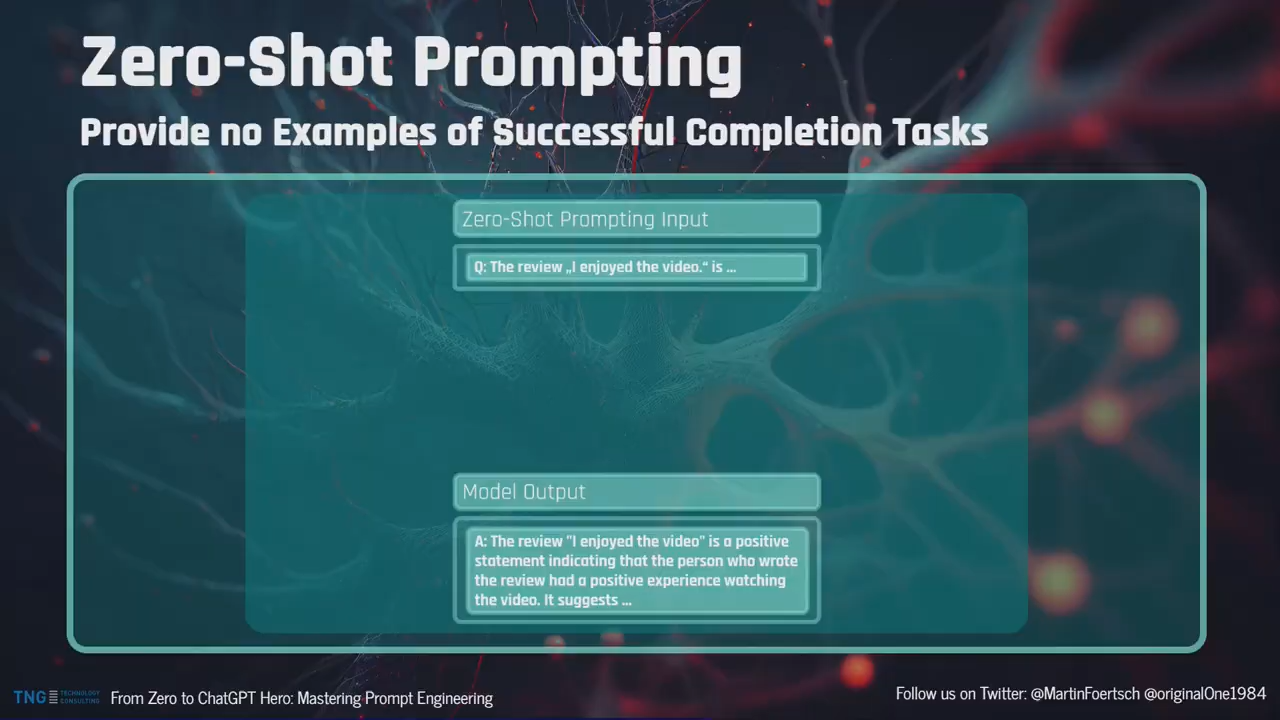 Zero-Shot Prompting
Provide no Examples of Successful Completion Tasks
Zero-Shot Prompting Input
Q: The review „I enjoyed the video.“ is ...
Model Output
A: The review "I enjoyed the video" is a positive
statement indicating that the person who wrote
the review had a positive experience watching
the video. It suggests ...
TNG TECHNOLOGY
CONSULTING
From Zero to ChatGPT Hero: Mastering Prompt Engineering
Follow us on Twitter: @MartinFoertsch @originalOne1984